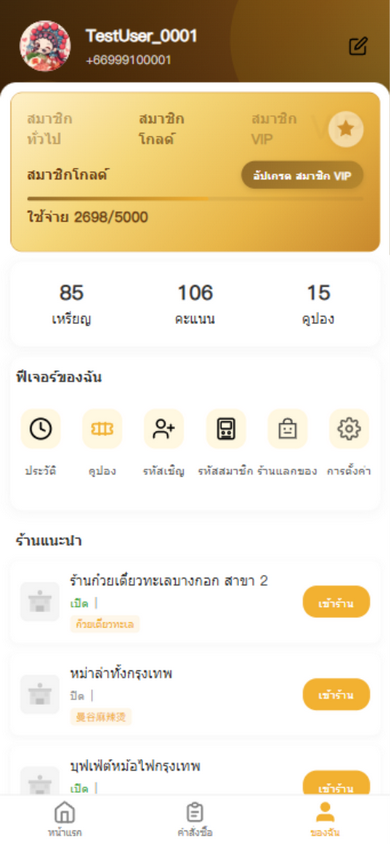 TestUser_0001
+66999100001
สมาชิก
ทั่วไป
สมาชิก
โกลด์
สมาชิก
VIP
สมาชิกโกลด์
อัปเกรด สมาชิก VIP
ใช้จ่าย 2698/5000
85
เหรียญ
106
คะแนน
15
คูปอง
ฟีเจอร์ของฉัน
ประวัติ
คูปอง
รหัสเชิญ
รหัสสมาชิก
ร้านแลกของ
การตั้งค่า
ร้านแนะนำ
ร้านก๋วยเตี๋ยวทะเลบางกอก สาขา 2
เปิด |
ก๋วยเตี๋ยวทะเล
เข้าร้าน
หม่าล่าทั้งกรุงเทพ
ปิด |
曼谷麻辣烫
เข้าร้าน
บุฟเฟ่ต์หม้อไฟกรุงเทพ
เปิด |
เข้าร้าน
หน้าแรก
คำสั่งซื้อ
ของฉัน